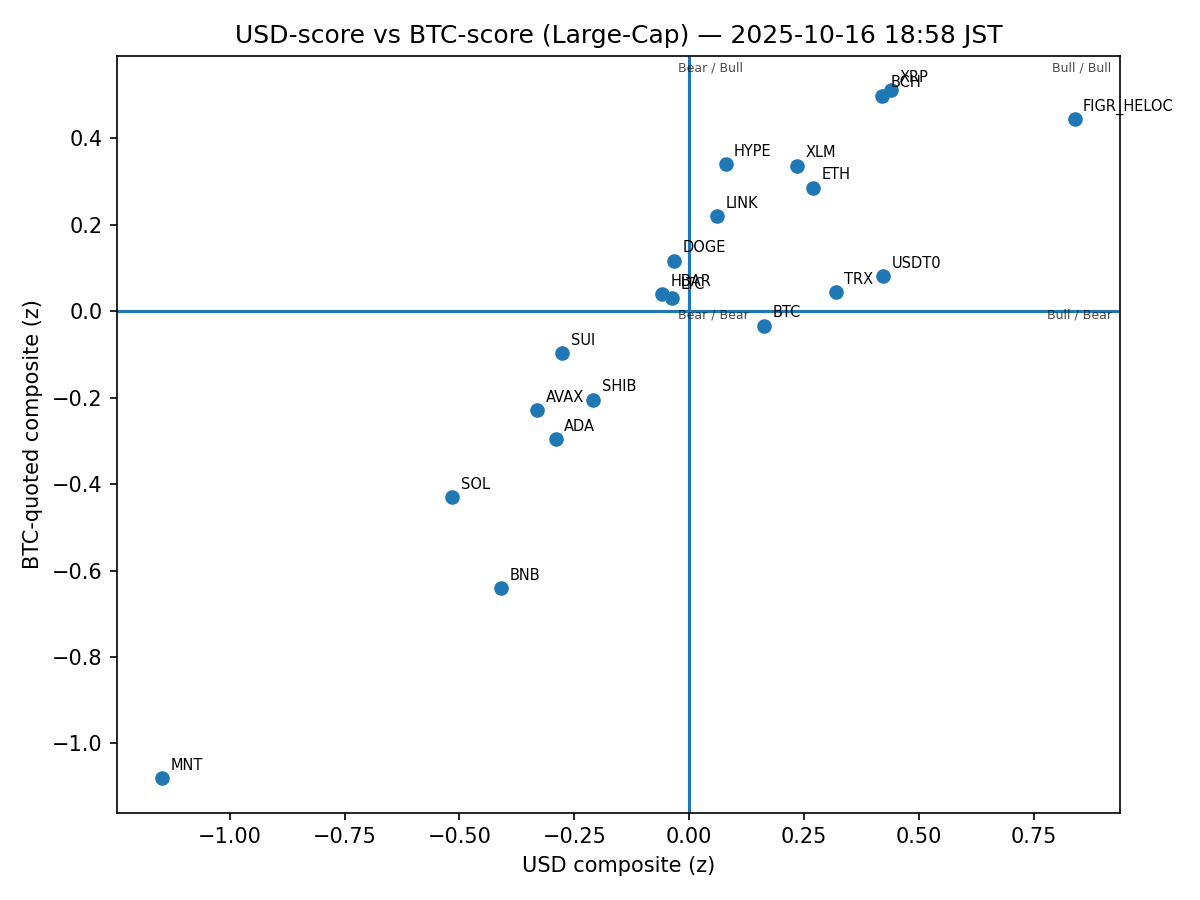 USD-score vs BTC-score (Large-Cap) — 2025-10-16 18:58 JST
Bear / Bull
Bull / Bull
XRP
BCH
FIGR_HELOC
HYPE
XLM
ETH
LINK
DOGE
USDT0
HBAR
LTC
TRX
BTC
Bear / Bear
Bull / Bear
SUI
SHIB
AVAX
ADA
SOL
BNB
MNT
0.4
0.2
0.0
−0.2
−0.4
−0.6
−0.8
−1.0
BTC-quoted composite (z)
−1.00
−0.75
−0.50
−0.25
0.00
0.25
0.50
0.75
USD composite (z)